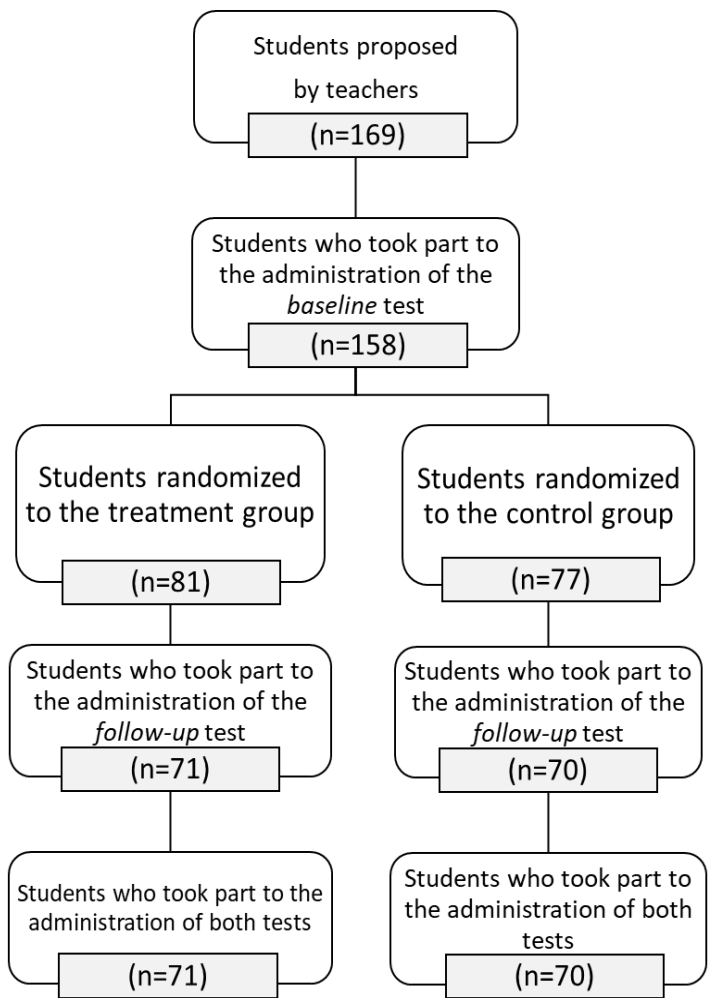 Students proposed
by teachers
(n=169)
Students who took part to
the administration of the
baseline test
(n=158)
Students randomized
to the treatment group
(n=81)
Students randomized
to the control group
(n=77)
Students who took part to
the administration of the
follow-up test
(n=71)
Students who took part to
the administration of the
follow-up test
(n=70)
Students who took part to the
administration of both tests
(n=71)
Students who took part to
the administration of both
tests
(n=70)